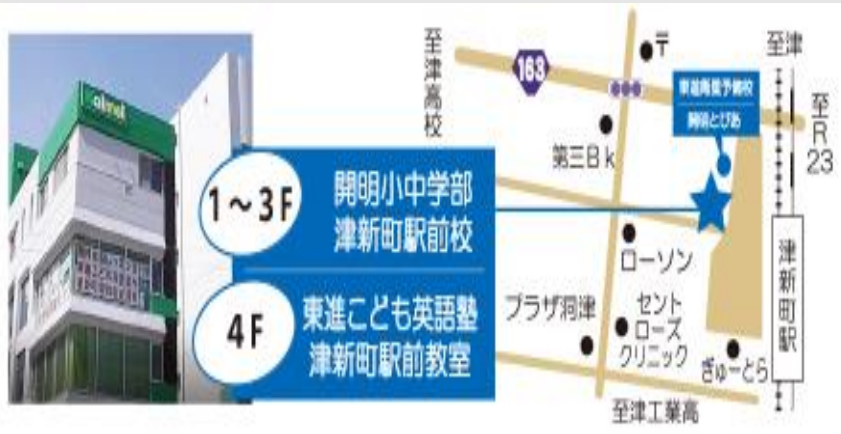 1～3F
開明小中学部
津新町駅前校
4F
東進こども英語塾
津新町駅前教室
至津高校
163
〒
至津
東進衛星予備校
開明とぴあ
至R23
第三Bk
ローソン
プラザ洞津
セント
ローズ
クリニック
ぎゅーとら
津新町駅
至津工業高